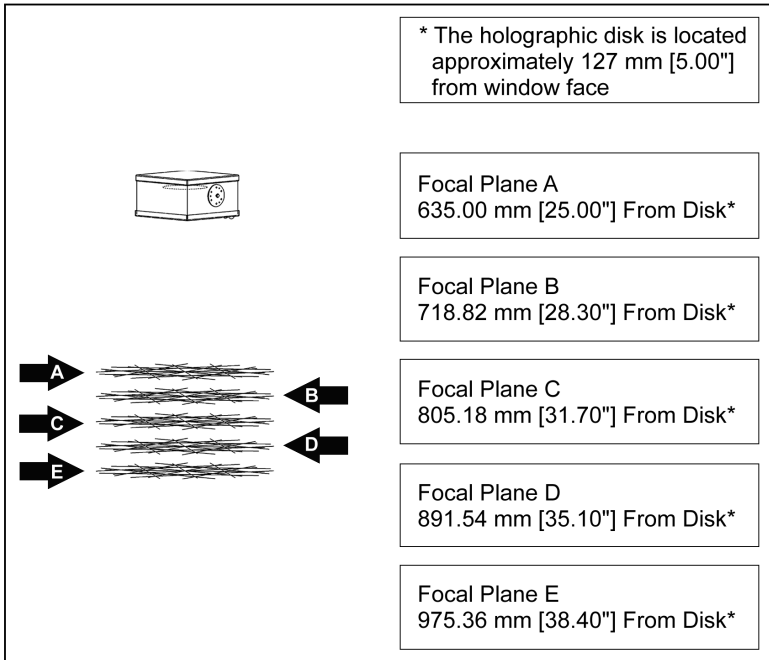 * The holographic disk is located
approximately 127 mm [5.00"]
from window face
Focal Plane A
635.00 mm [25.00"] From Disk*
Focal Plane B
718.82 mm [28.30"] From Disk*
A
B
Focal Plane C
805.18 mm [31.70"] From Disk*
C
D
E
Focal Plane D
891.54 mm [35.10"] From Disk*
Focal Plane E
975.36 mm [38.40"] From Disk*